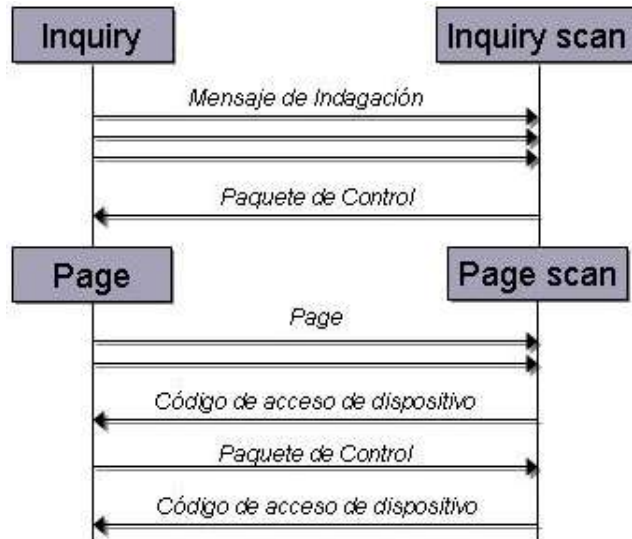 Inquiry
Inquiry scan
Mensaje de Indagación
Paquete de Control
Page
Page scan
Page
Código de acceso de dispositivo
Paquete de Control
Código de acceso de dispositivo